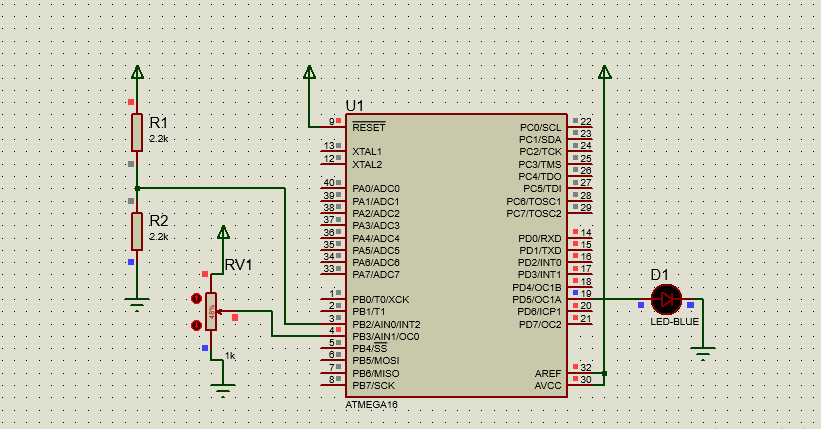 U1
R1
2.2k
R2
2.2k
RV1
48%
1k
9 RESET
13 XTAL1
12 XTAL2
40 PA0/ADC0
39 PA1/ADC1
38 PA2/ADC2
37 PA3/ADC3
36 PA4/ADC4
35 PA5/ADC5
34 PA6/ADC6
33 PA7/ADC7
1 PB0/T0/XCK
2 PB1/T1
3 PB2/AIN0/INT2
4 PB3/AIN1/OC0
5 PB4/SS
6 PB5/MOSI
7 PB6/MISO
8 PB7/SCK
PC0/SCL 22
PC1/SDA 23
PC2/TCK 24
PC3/TMS 25
PC4/TDO 26
PC5/TDI 27
PC6/TOSC1 28
PC7/TOSC2 29
PD0/RXD 14
PD1/TXD 15
PD2/INT0 16
PD3/INT1 17
PD4/OC1B 18
PD5/OC1A 19
PD6/ICP1 20
PD7/OC2 21
AREF 32
AVCC 30
ATMEGA16
D1
LED-BLUE